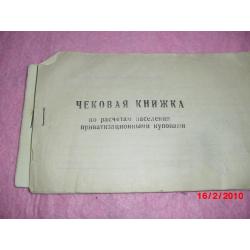 ЧЕКОВАЯ КНИЖКА
по расчетам населения
приватизационными купонами
16/2/2010